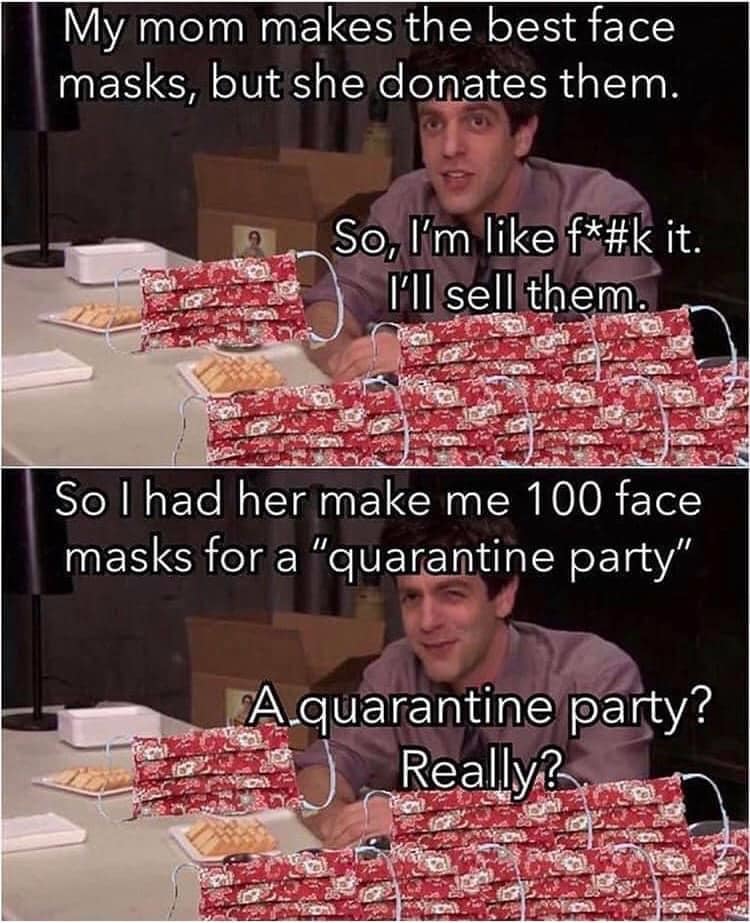 My mom makes the best face
masks, but she donates them.
So, I'm like f*#k it.
I'll sell them.
So I had her make me 100 face
masks for a "quarantine party"
A quarantine party?
Really?